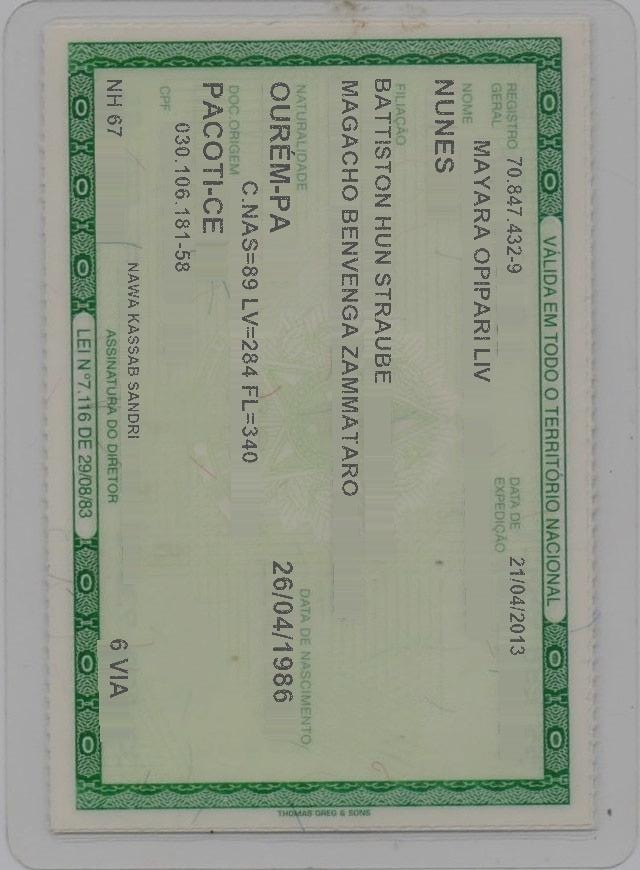 VÁLIDA EM TODO O TERRITÓRIO NACIONAL
REGISTRO GERAL 70.847.432-9 DATA DE EXPEDIÇÃO 21/04/2013
NOME MAYARA OPIPARI LIV
NUNES
FILIAÇÃO
BATTISTON HUN STRAUBE
MAGACHO BENVENGA ZAMMATARO
NATURALIDADE DATA DE NASCIMENTO
OURÉM-PA 26/04/1986
DOC ORIGEM C.NAS=89 LV=284 FL=340
PACOTI-CE
CPF 030.106.181-58
NAWA KASSAB SANDRI
NH 67 ASSINATURA DO DIRETOR 6 VIA
LEI Nº7.116 DE 29/08/83
THOMAS GREG & SONS